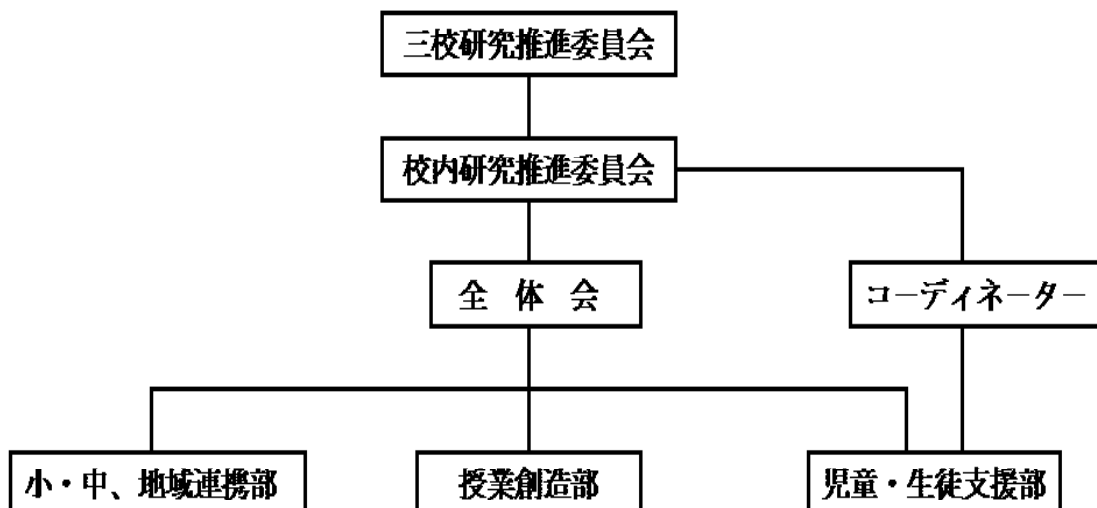 三校研究推進委員会
校内研究推進委員会
全体会
コーディネーター
小・中、地域連携部
授業創造部
児童・生徒支援部